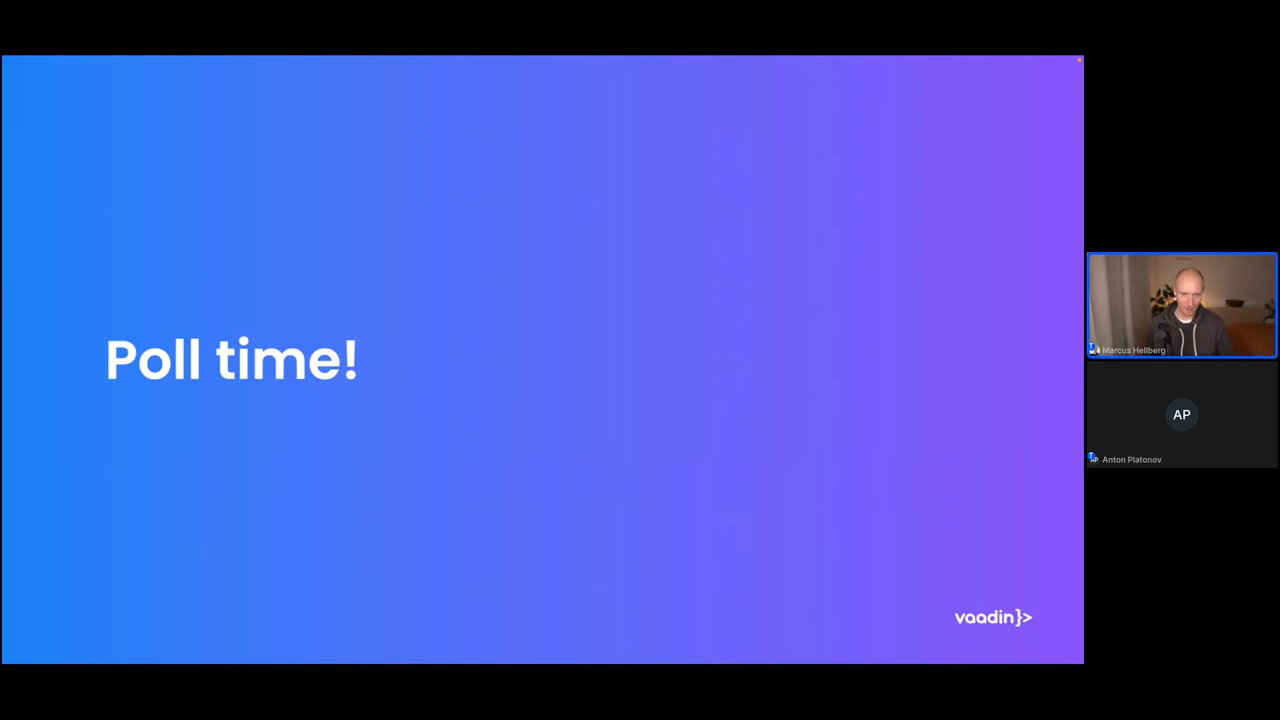 Poll time!
vaadin}>
Marcus Hellberg
AP
Anton Platonov